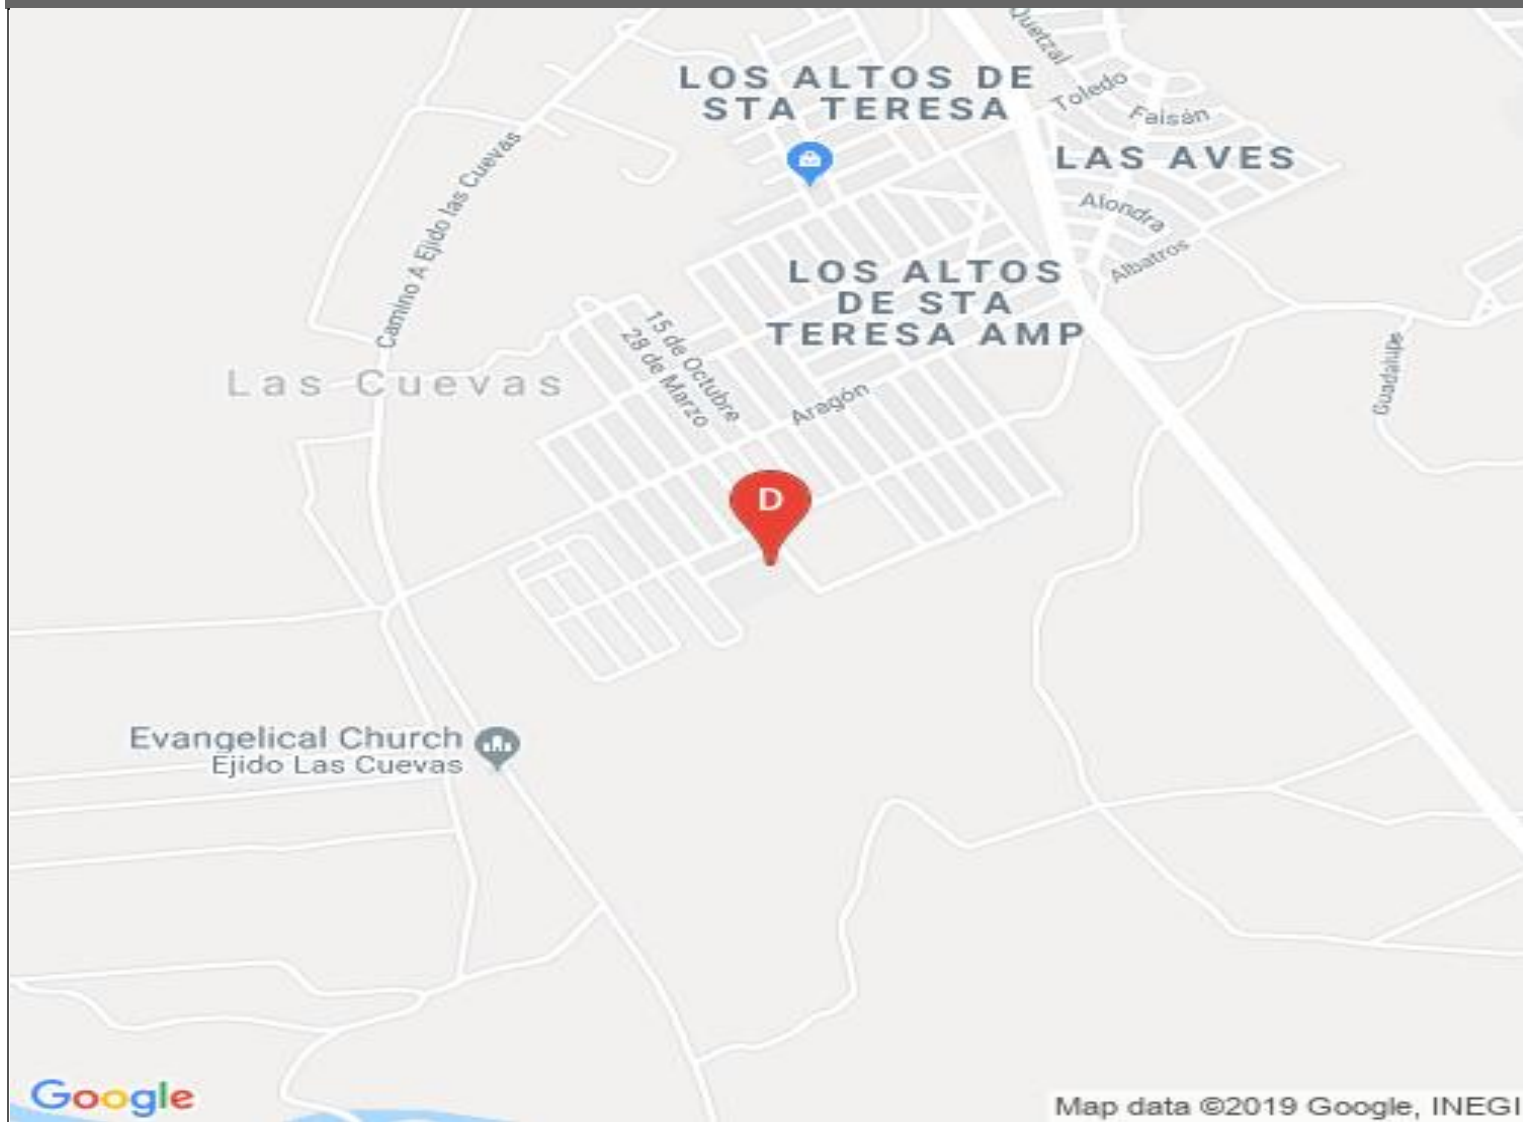 Quetzal
LOS ALTOS DE
STA TERESA
Toledo
Faisán
LAS AVES
Camino A Ejido las Cuevas
Alondra
Albatros
LOS ALTOS
DE STA
TERESA AMP
15 de Octubre
28 de Marzo
Guadalupe
Las Cuevas
Aragón
D
Evangelical Church
Ejido Las Cuevas
Google
Map data ©2019 Google, INEGI